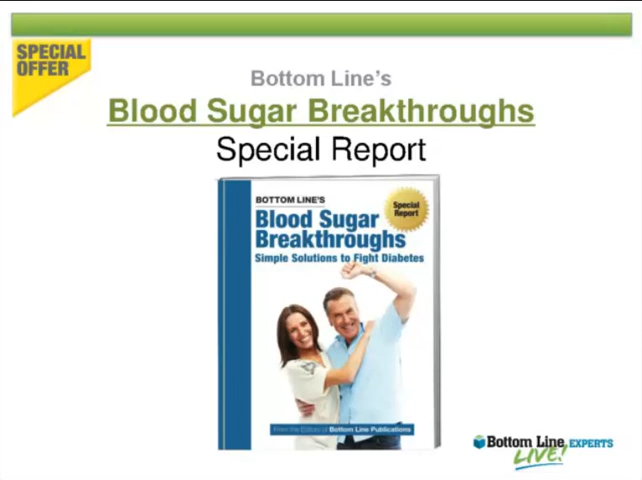 SPECIAL
OFFER
Bottom Line's
Blood Sugar Breakthroughs
Special Report
BOTTOM LINE'S
Blood Sugar
Breakthroughs
Simple Solutions to Fight Diabetes
Special
Report
From the Editors of Bottom Line Publications
Bottom Line EXPERTS
LIVE!